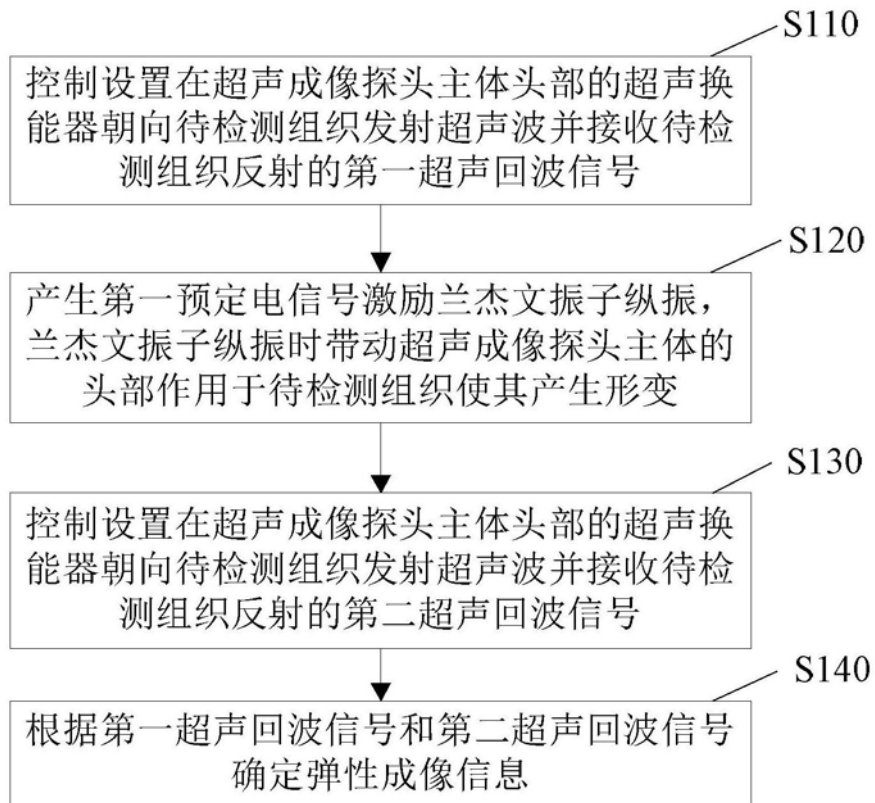 S110
控制设置在超声成像探头主体头部的超声换
能器朝向待检测组织发射超声波并接收待检
测组织反射的第一超声回波信号
S120
产生第一预定电信号激励兰杰文振子纵振，
兰杰文振子纵振时带动超声成像探头主体的
头部作用于待检测组织使其产生形变
S130
控制设置在超声成像探头主体头部的超声换
能器朝向待检测组织发射超声波并接收待检
测组织反射的第二超声回波信号
S140
根据第一超声回波信号和第二超声回波信号
确定弹性成像信息